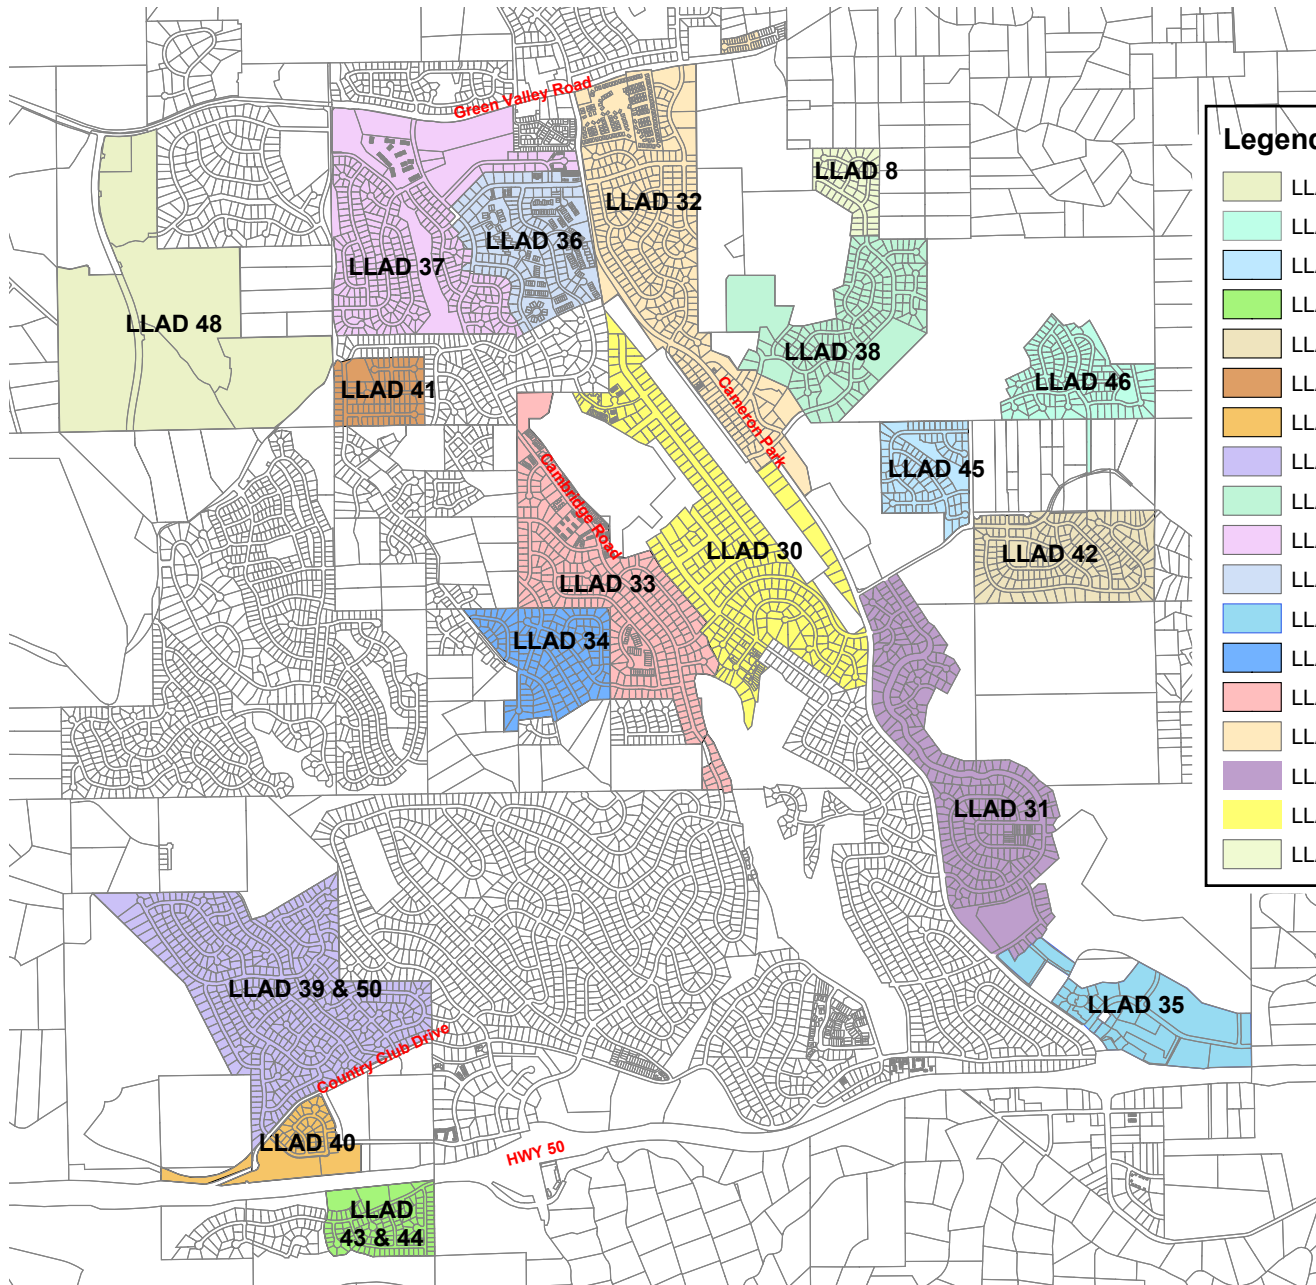 Green Valley Road
Legend
LLAD 8
LLAD 32
LLAD 36
LLAD 37
LLAD 48
LLAD 38
LLAD 41
LLAD 46
Cameron Park
LLAD 45
Cambridge Road
LLAD 30
LLAD 42
LLAD 33
LLAD 34
LLAD 31
LLAD 39 & 50
LLAD 35
Country Club Drive
LLAD 40
HWY 50
LLAD
43 & 44